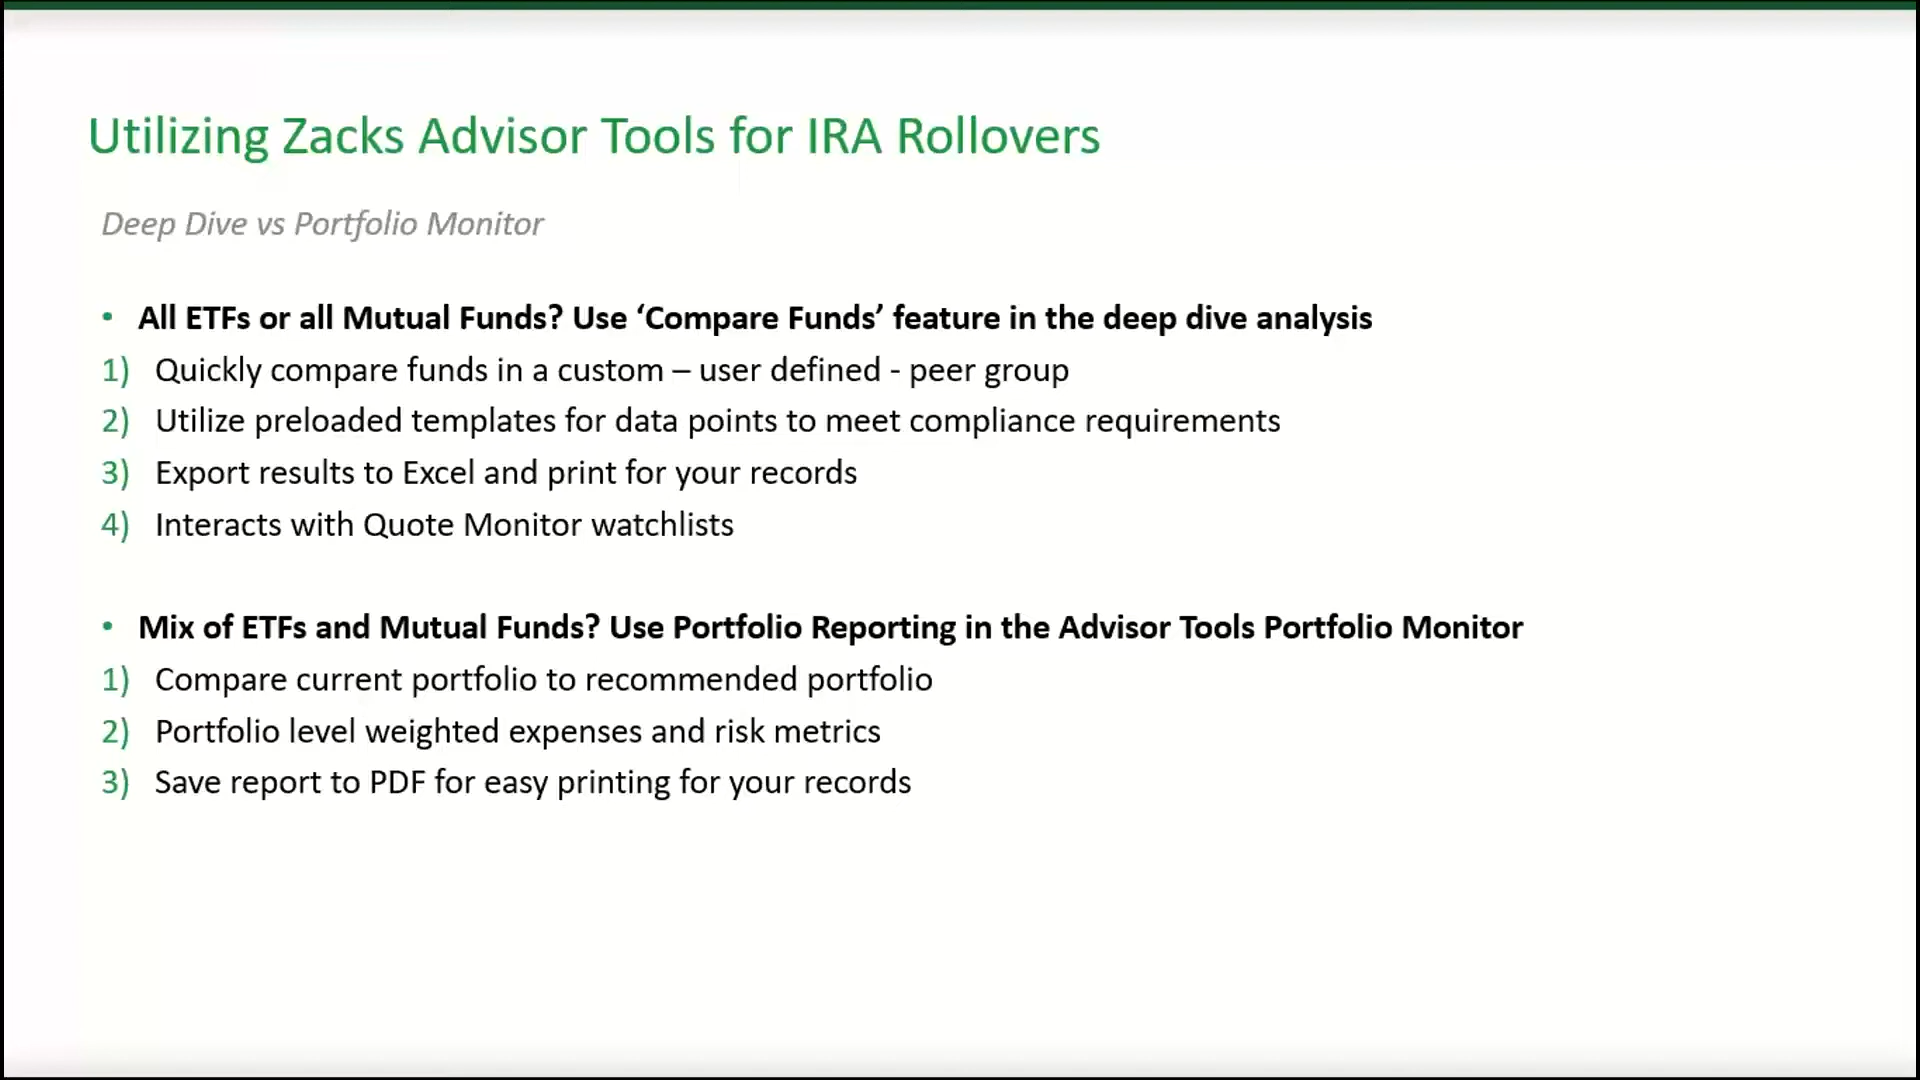 Utilizing Zacks Advisor Tools for IRA Rollovers
Deep Dive vs Portfolio Monitor
• All ETFs or all Mutual Funds? Use ‘Compare Funds’ feature in the deep dive analysis
1) Quickly compare funds in a custom – user defined - peer group
2) Utilize preloaded templates for data points to meet compliance requirements
3) Export results to Excel and print for your records
4) Interacts with Quote Monitor watchlists
• Mix of ETFs and Mutual Funds? Use Portfolio Reporting in the Advisor Tools Portfolio Monitor
1) Compare current portfolio to recommended portfolio
2) Portfolio level weighted expenses and risk metrics
3) Save report to PDF for easy printing for your records